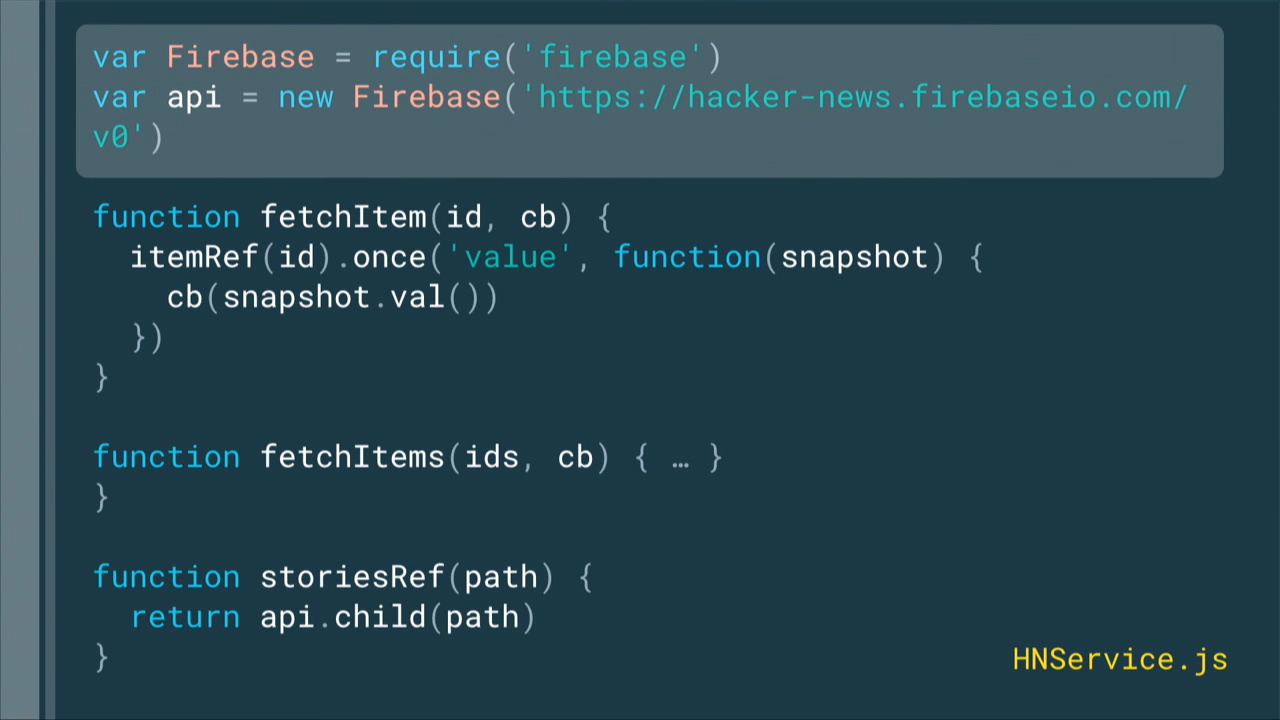 var Firebase = require('firebase')
var api = new Firebase('https://hacker-news.firebaseio.com/
v0')
function fetchItem(id, cb) {
  itemRef(id).once('value', function(snapshot) {
    cb(snapshot.val())
  })
}
function fetchItems(ids, cb) { … }
}
function storiesRef(path) {
  return api.child(path)
}
HNService.js